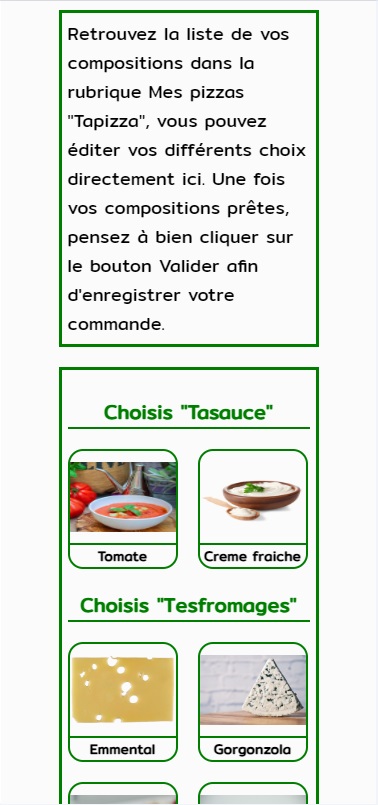 Retrouvez la liste de vos
compositions dans la
rubrique Mes pizzas
"Tapizza", vous pouvez
éditer vos différents choix
directement ici. Une fois
vos compositions prêtes,
pensez à bien cliquer sur
le bouton Valider afin
d'enregistrer votre
commande.
Choisis "Tasauce"
Tomate
Creme fraiche
Choisis "Tesfromages"
Emmental
Gorgonzola